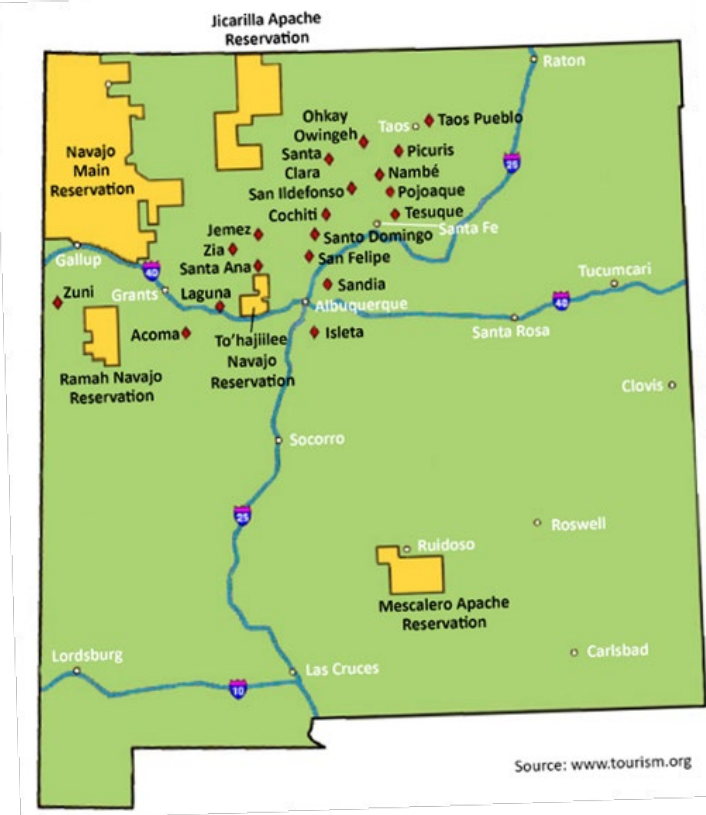 Jicarilla Apache
Reservation
Raton
Ohkay
Owingeh
Taos
Taos Pueblo
Navajo
Main
Reservation
Santa
Clara
Picuris
Nambé
San Ildefonso
Pojoaque
Cochiti
Tesuque
Santa Fe
Jemez
Santo Domingo
Zia
San Felipe
Santa Ana
Gallup
40
25
Tucumcari
Zuni
Grants
Laguna
Sandia
Albuquerque
40
Santa Rosa
Acoma
To'hajiilee
Navajo
Reservation
Isleta
Ramah Navajo
Reservation
Clovis
Socorro
25
Roswell
Ruidoso
Mescalero Apache
Reservation
Lordsburg
Las Cruces
Carlsbad
10
Source: www.tourism.org